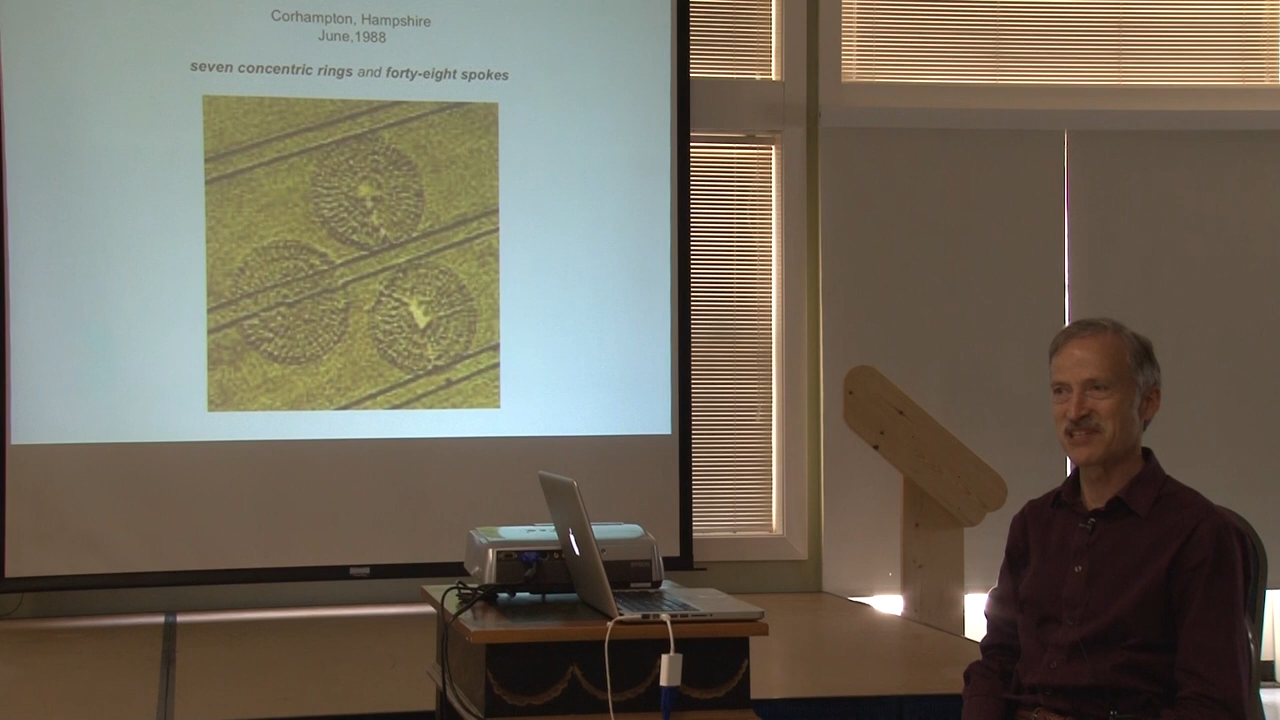 Corhampton, Hampshire
June,1988
seven concentric rings and forty-eight spokes